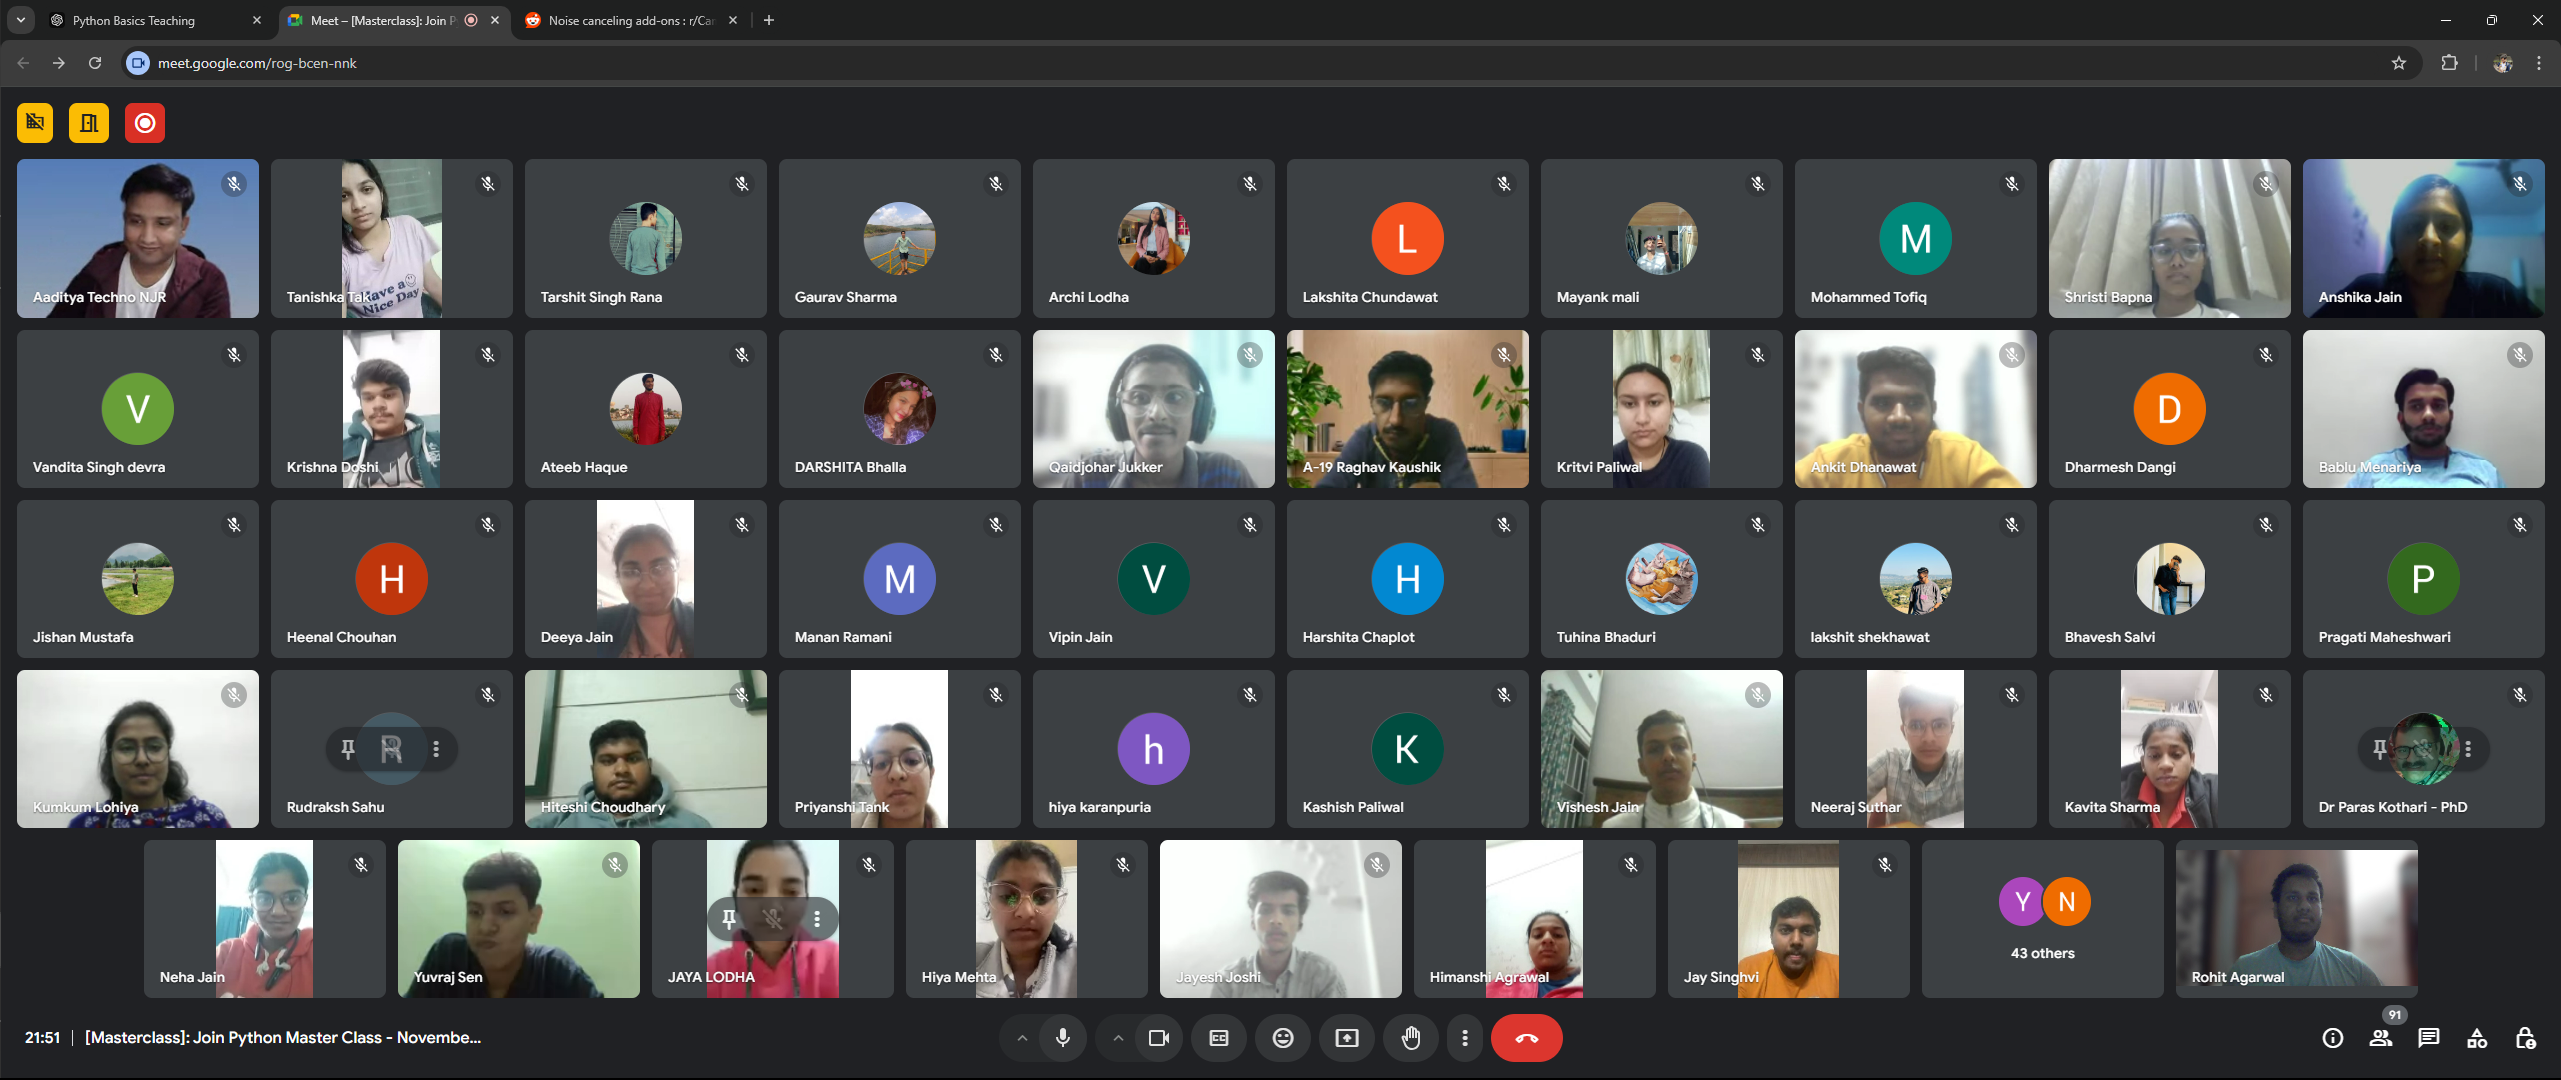 Python Basics Teaching
Meet – [Masterclass]: Join P
Noise canceling add-ons : r/Car
meet.google.com/rog-bcen-nnk
Aaditya Techno NJR
Tanishka Tak
Have a
Nice Day
Tarshit Singh Rana
Gaurav Sharma
Archi Lodha
L
Lakshita Chundawat
Mayank mali
M
Mohammed Tofiq
Shristi Bapna
Anshika Jain
V
Vandita Singh devra
Krishna Doshi
Ateeb Haque
DARSHITA Bhalla
Qaidjohar Jukker
A-19 Raghav Kaushik
Kritvi Paliwal
Ankit Dhanawat
D
Dharmesh Dangi
Bablu Menariya
Jishan Mustafa
H
Heenal Chouhan
Deeya Jain
M
Manan Ramani
V
Vipin Jain
H
Harshita Chaplot
Tuhina Bhaduri
lakshit shekhawat
Bhavesh Salvi
P
Pragati Maheshwari
Kumkum Lohiya
R
Rudraksh Sahu
Hiteshi Choudhary
Priyanshi Tank
h
hiya karanpuria
K
Kashish Paliwal
Vishesh Jain
Neeraj Suthar
Kavita Sharma
Dr Paras Kothari - PhD
Neha Jain
Yuvraj Sen
JAYA LODHA
Hiya Mehta
Jayesh Joshi
Himanshi Agrawal
Jay Singhvi
Y N
43 others
Rohit Agarwal
21:51 | [Masterclass]: Join Python Master Class - Novembe...
CC
91